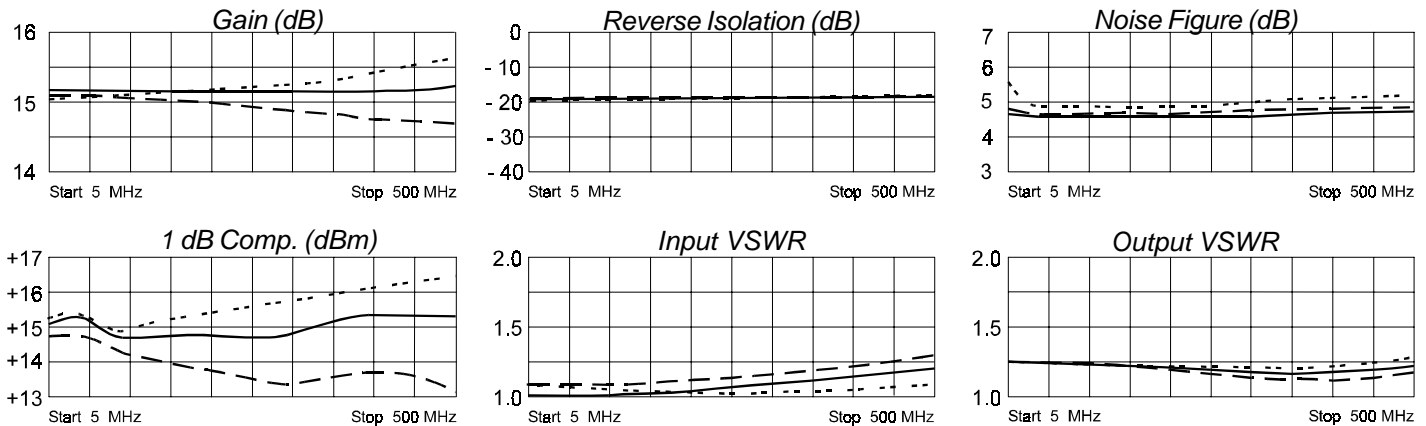 Gain (dB)
16
15
14
Start 5 MHz
Stop 500 MHz
Reverse Isolation (dB)
0
- 10
- 20
- 30
- 40
Start 5 MHz
Stop 500 MHz
Noise Figure (dB)
7
6
5
4
3
Start 5 MHz
Stop 500 MHz
1 dB Comp. (dBm)
+17
+16
+15
+14
+13
Start 5 MHz
Stop 500 MHz
Input VSWR
2.0
1.5
1.0
Start 5 MHz
Stop 500 MHz
Output VSWR
2.0
1.5
1.0
Start 5 MHz
Stop 500 MHz